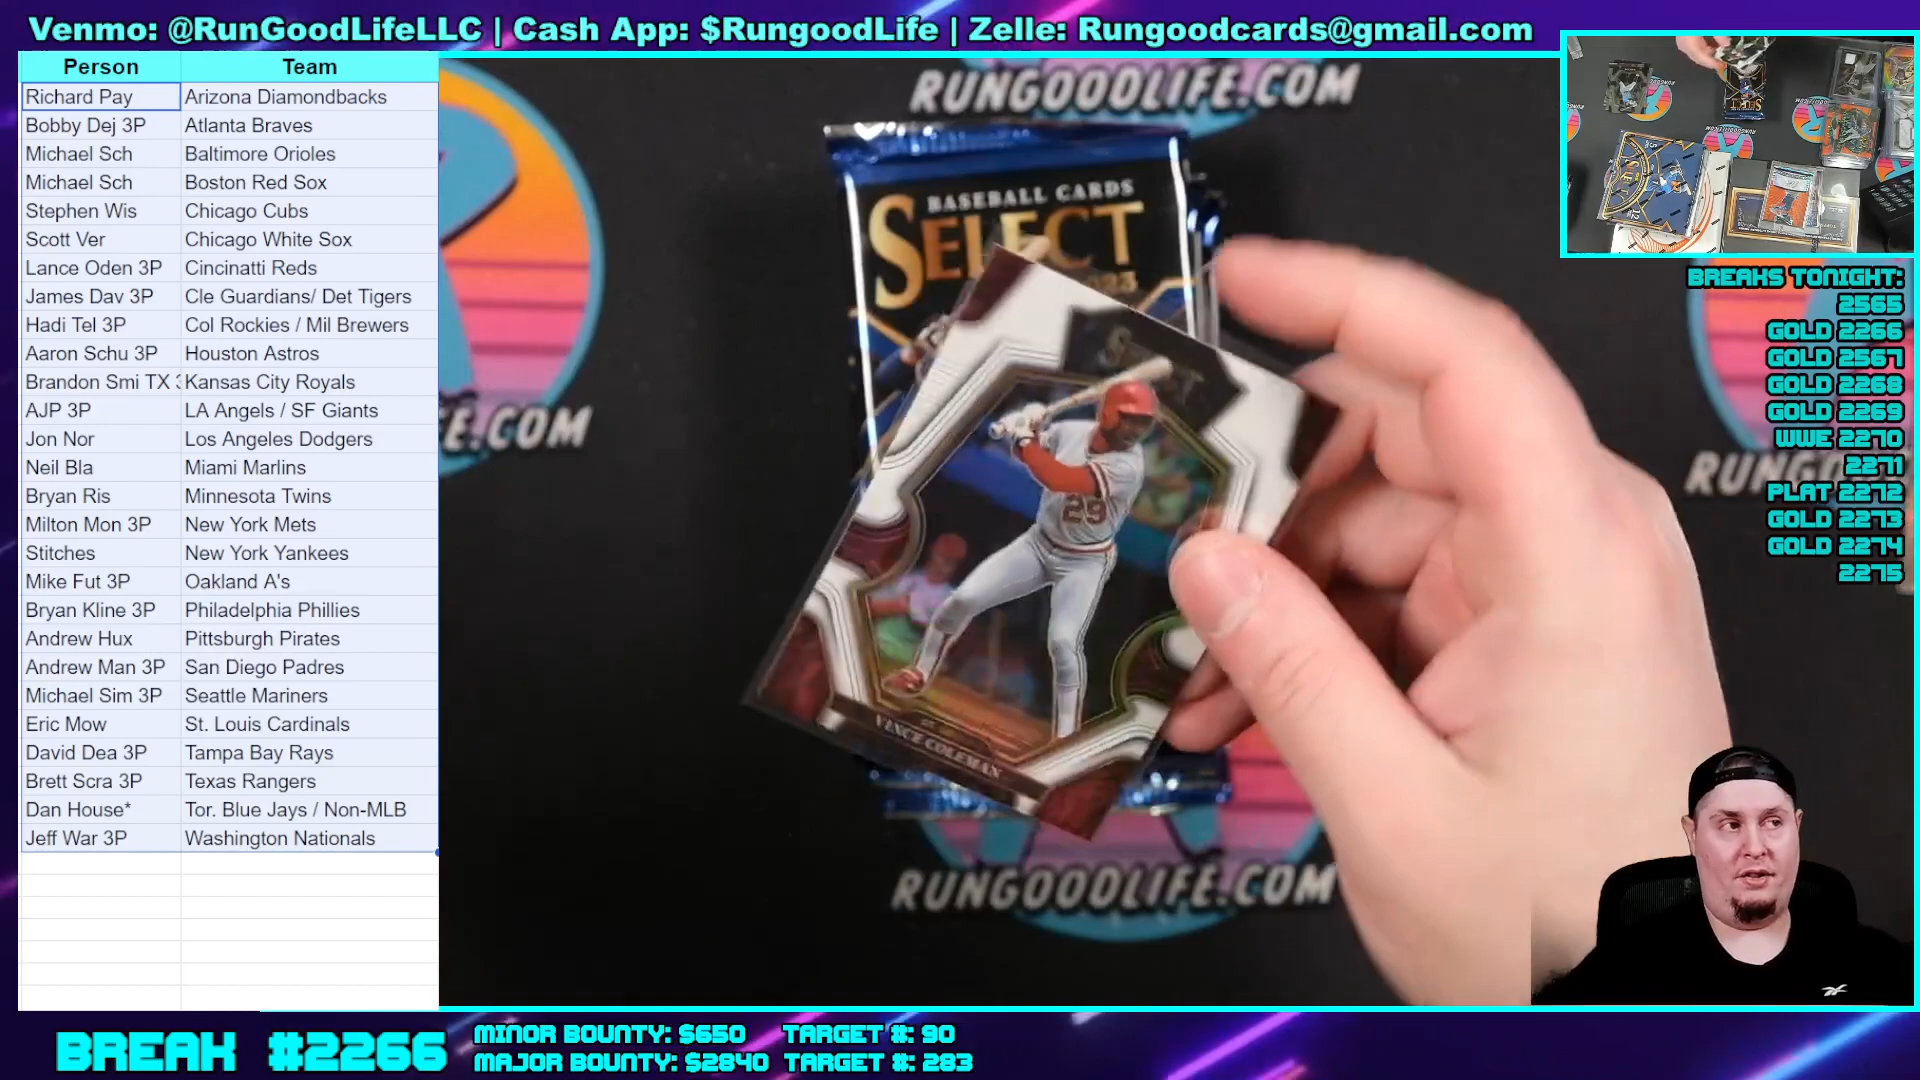 Venmo: @RunGoodLifeLLC | Cash App: $RungoodLife | Zelle: Rungoodcards@gmail.com
Person Team
Richard Pay Arizona Diamondbacks
Bobby Dej 3P Atlanta Braves
Michael Sch Baltimore Orioles
Michael Sch Boston Red Sox
Stephen Wis Chicago Cubs
Scott Ver Chicago White Sox
Lance Oden 3P Cincinatti Reds
James Dav 3P Cle Guardians/ Det Tigers
Hadi Tel 3P Col Rockies / Mil Brewers
Aaron Schu 3P Houston Astros
Brandon Smi TX Kansas City Royals
AJP 3P LA Angels / SF Giants
Jon Nor Los Angeles Dodgers
Neil Bla Miami Marlins
Bryan Ris Minnesota Twins
Milton Mon 3P New York Mets
Stitches New York Yankees
Mike Fut 3P Oakland A's
Bryan Kline 3P Philadelphia Phillies
Andrew Hux Pittsburgh Pirates
Andrew Man 3P San Diego Padres
Michael Sim 3P Seattle Mariners
Eric Mow St. Louis Cardinals
David Dea 3P Tampa Bay Rays
Brett Scra 3P Texas Rangers
Dan House* Tor. Blue Jays / Non-MLB
Jeff War 3P Washington Nationals
RUNGOODLIFE.COM
BASEBALL CARDS
SELECT
E.COM
29
VINCE COLEMAN
RUNGOODLIFE.COM
BREAKS TONIGHT:
2565
GOLD 2266
GOLD 2567
GOLD 2268
GOLD 2269
WWE 2270
2271
PLAT 2272
GOLD 2273
GOLD 2274
2275
BREAK #2266
MINOR BOUNTY: $650 TARGET #: 90
MAJOR BOUNTY: $2840 TARGET #: 283